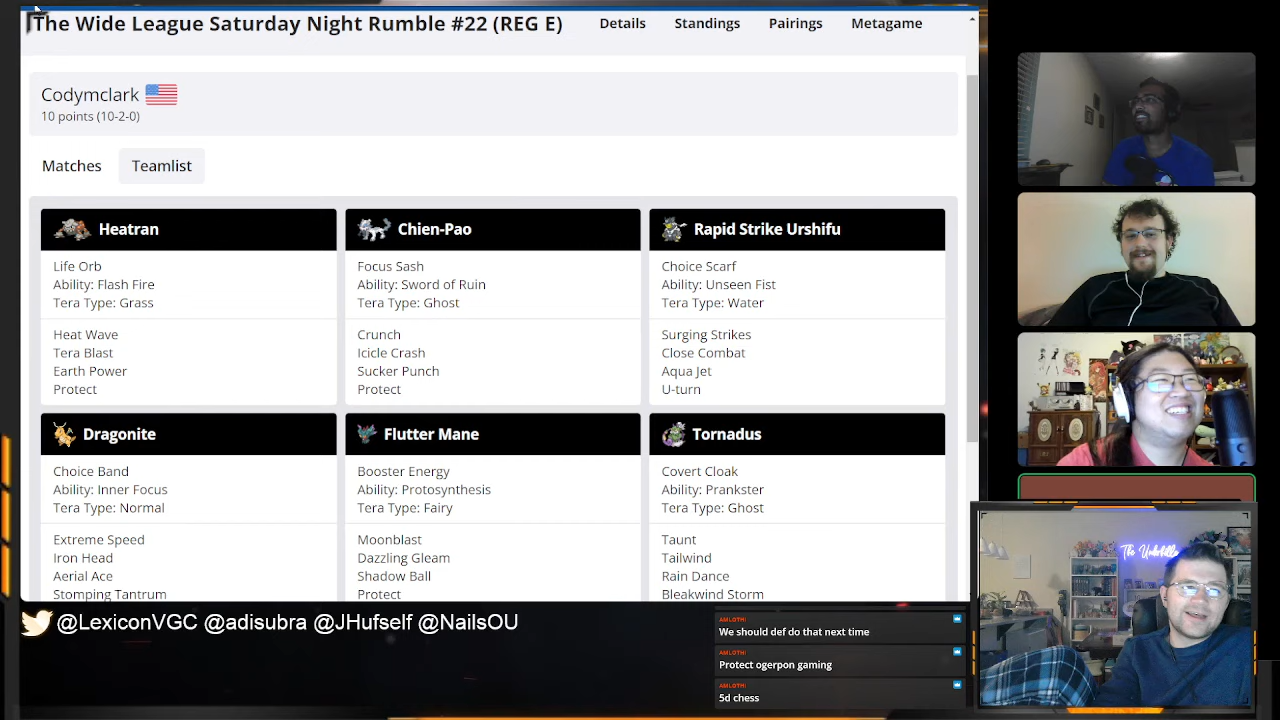 The Wide League Saturday Night Rumble #22 (REG E)
Details
Standings
Pairings
Metagame
Codymclark
10 points (10-2-0)
Matches
Teamlist
Heatran
Life Orb
Ability: Flash Fire
Tera Type: Grass
Heat Wave
Tera Blast
Earth Power
Protect
Chien-Pao
Focus Sash
Ability: Sword of Ruin
Tera Type: Ghost
Crunch
Icicle Crash
Sucker Punch
Protect
Rapid Strike Urshifu
Choice Scarf
Ability: Unseen Fist
Tera Type: Water
Surging Strikes
Close Combat
Aqua Jet
U-turn
Dragonite
Choice Band
Ability: Inner Focus
Tera Type: Normal
Extreme Speed
Iron Head
Aerial Ace
Stomping Tantrum
Flutter Mane
Booster Energy
Ability: Protosynthesis
Tera Type: Fairy
Moonblast
Dazzling Gleam
Shadow Ball
Protect
Tornadus
Covert Cloak
Ability: Prankster
Tera Type: Ghost
Taunt
Tailwind
Rain Dance
Bleakwind Storm
@LexiconVGC @adisubra @JHufself @NailsOU
AMLOTH:
We should def do that next time
AMLOTH:
Protect ogerpon gaming
AMLOTH:
5d chess